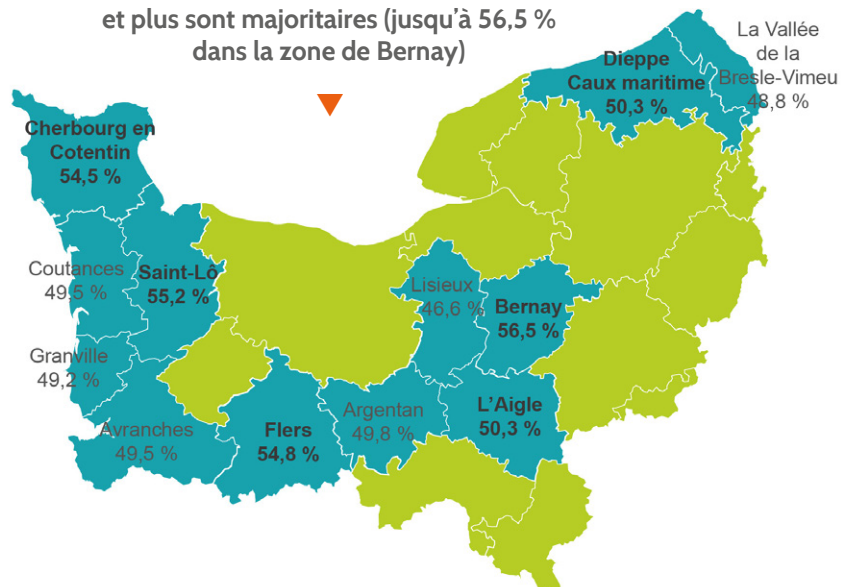 et plus sont majoritaires (jusqu’à 56,5 %
dans la zone de Bernay)
La Vallée
de la
Bresle-Vimeu
48,8 %
Dieppe
Caux maritime
50,3 %
Cherbourg en
Cotentin
54,5 %
Coutances
49,5 %
Saint-Lô
55,2 %
Lisieux
46,6 %
Bernay
56,5 %
Granville
49,2 %
Avranches
49,5 %
Flers
54,8 %
Argentan
49,8 %
L’Aigle
50,3 %